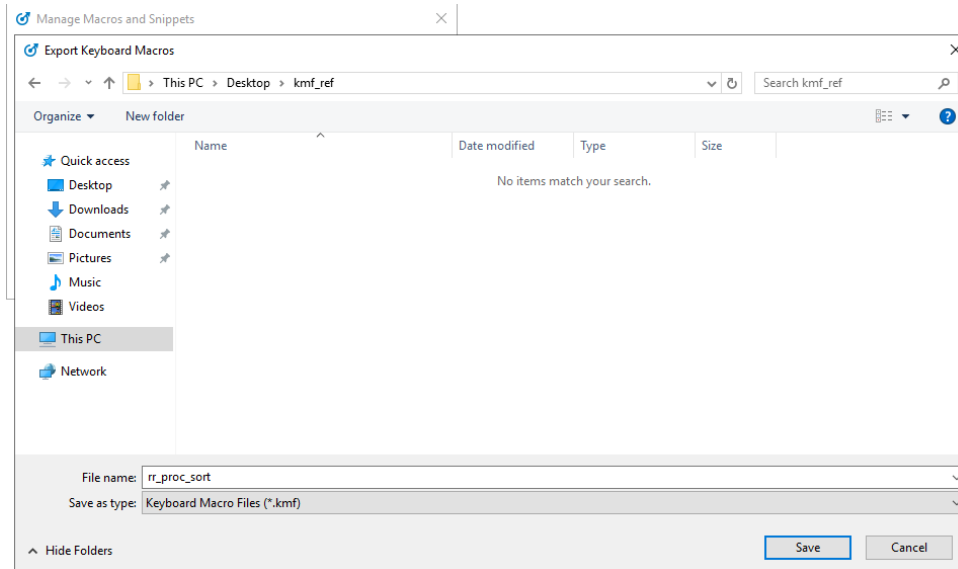 Manage Macros and Snippets
Export Keyboard Macros
This PC > Desktop > kmf_ref
Search kmf_ref
Organize
New folder
Name
Date modified
Type
Size
Quick access
No items match your search.
Desktop
Downloads
Documents
Pictures
Music
Videos
This PC
Network
File name: rr_proc_sort
Save as type: Keyboard Macro Files (*.kmf)
Hide Folders
Save
Cancel